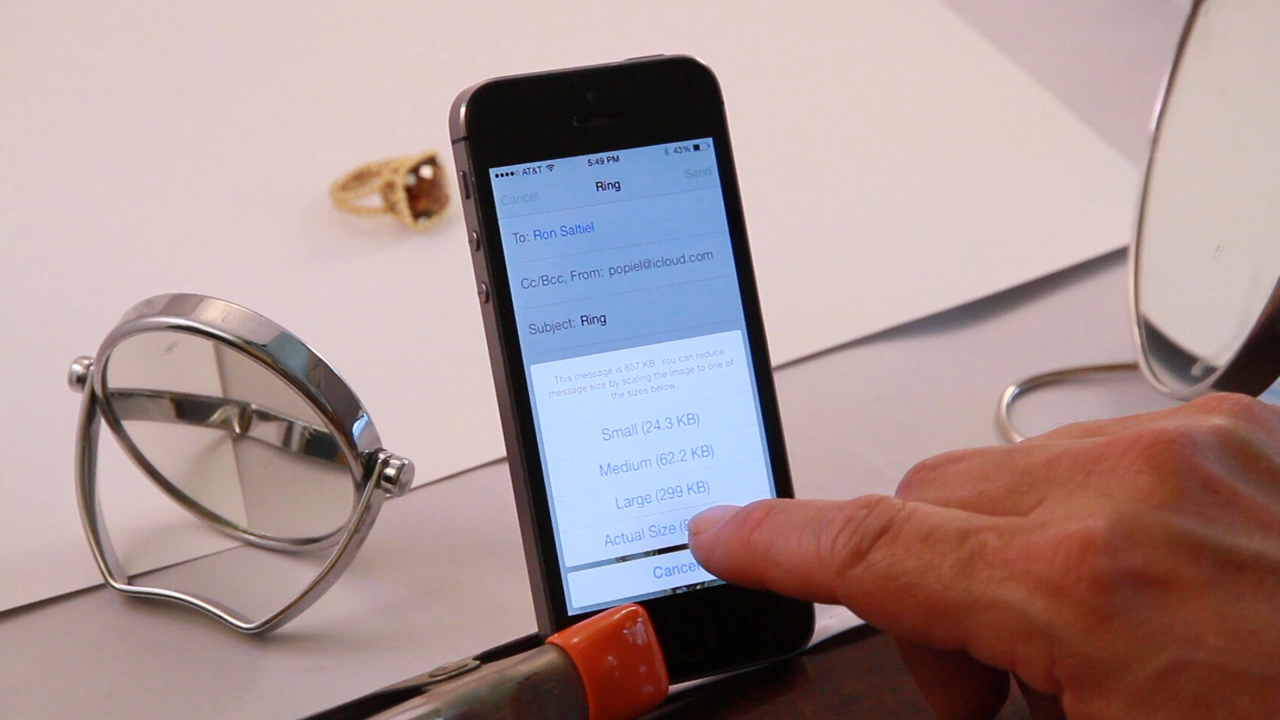 AT&T 5:49 PM 43%
Cancel Ring Send
To: Ron Saltiel
Cc/Bcc, From: popiel@icloud.com
Subject: Ring
This message is 857 KB. You can reduce
message size by scaling the image to one of
the sizes below.
Small (24.3 KB)
Medium (62.2 KB)
Large (299 KB)
Actual Size (8
Cancel